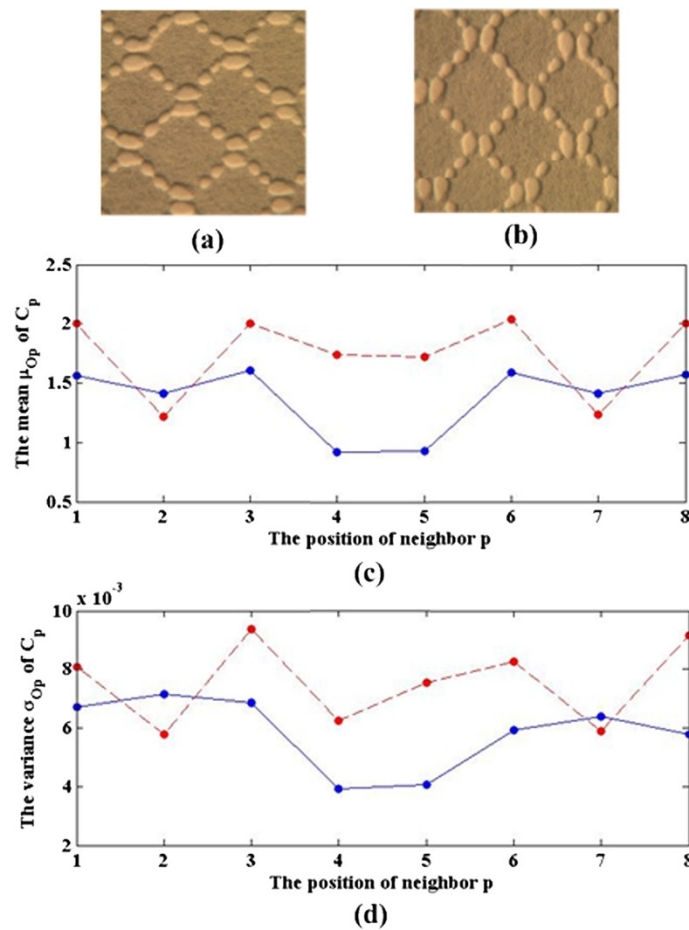 (a)
(b)
The mean μOp of Cp
2.5
2
1.5
1
0.5
1 2 3 4 5 6 7 8
The position of neighbor p
(c)
x 10-3
The variance σOp of Cp
10
8
6
4
2
1 2 3 4 5 6 7 8
The position of neighbor p
(d)